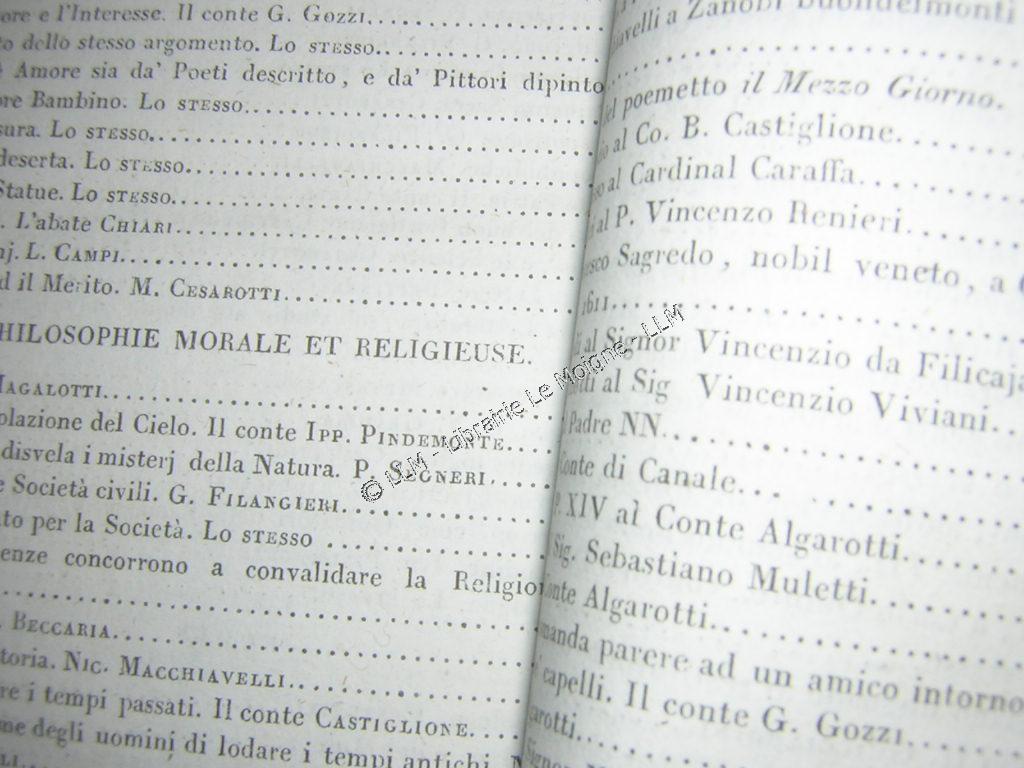 ore e l'Interesse. Il conte G. Gozzi
to dello stesso argomento. Lo stesso
Amore sia da' Poeti descritto, e da' Pittori dipinto
ore Bambino. Lo stesso
sura. Lo stesso
deserta. Lo stesso
Statue. Lo stesso
L'abate Chiari
nj. L. Campi
d il Merito. M. Cesarotti
HILOSOPHIE MORALE ET RELIGIEUSE.
Magalotti
olazione del Cielo. Il conte Ipp. Pindemonte
disvela i misterj della Natura. P. Segneri
e Società civili. G. Filangieri
ato per la Società. Lo stesso
enze concorrono a convalidare la Religio
Beccaria
toria. Nic. Macchiavelli
re i tempi passati. Il conte Castiglione
me degli uomini di lodare i tempi antichi.
iavelli a Zanobi Buondelmonti
del poemetto il Mezzo Giorno.
al Co. B. Castiglione
al Cardinal Caraffa
al P. Vincenzo Renieri
esco Sagredo, nobil veneto, a
1611
al Signor Vincenzio da Filicaja
al Sig Vincenzio Viviani
Padre NN.
Conte di Canale
P. XIV al Conte Algarotti
Sig. Sebastiano Muletti
onte Algarotti
manda parere ad un amico intorno
capelli. Il conte G. Gozzi
arotti
© LLM - Librairie Le Moigne - LLM